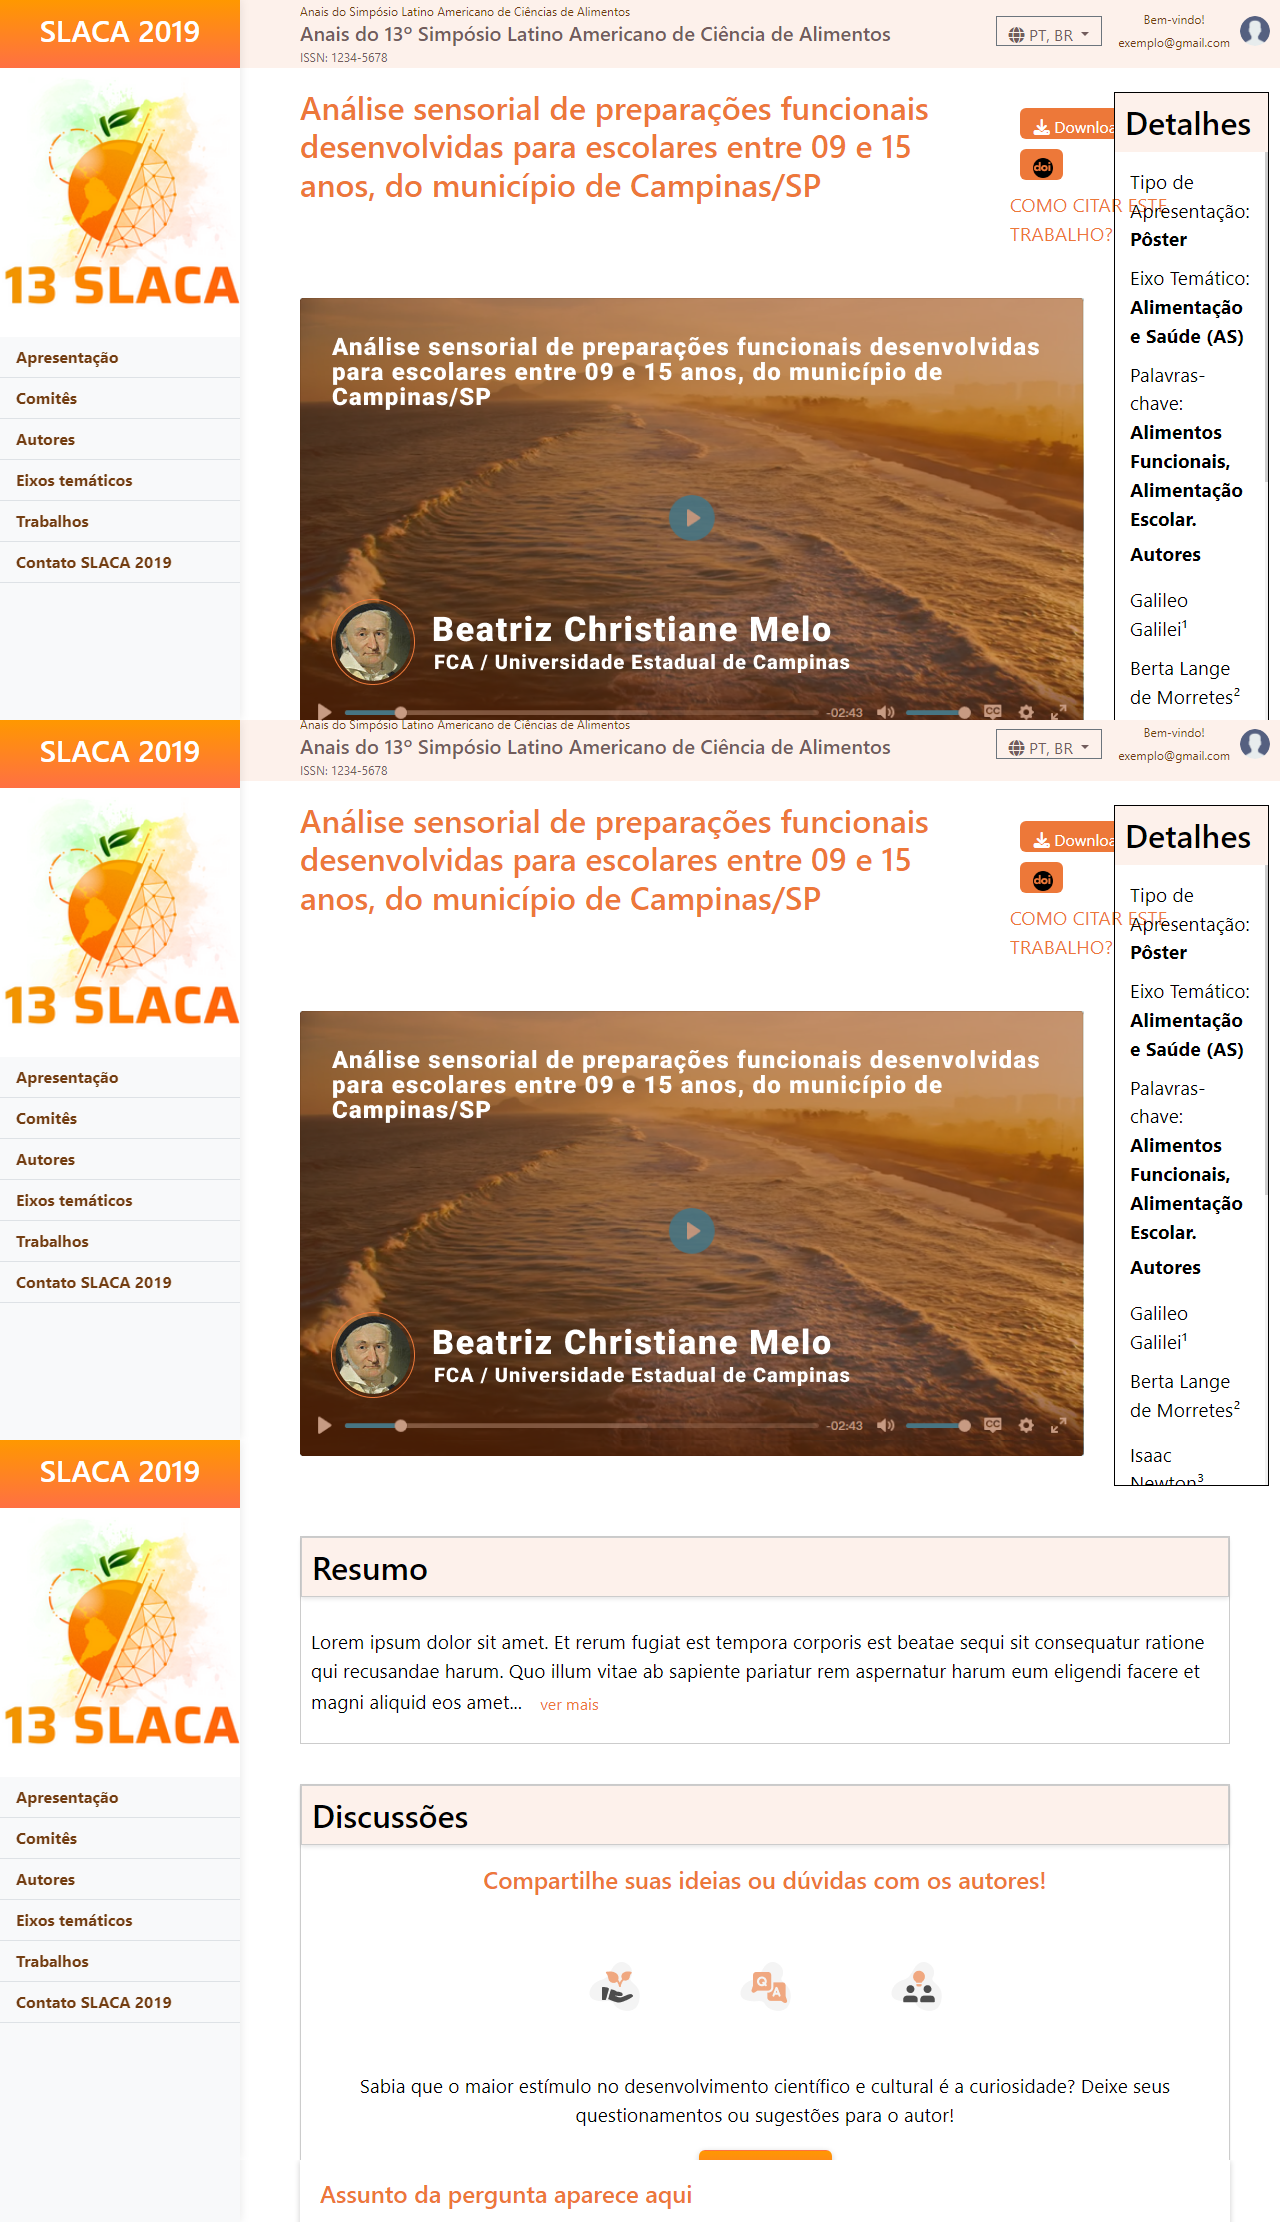 SLACA 2019
Anais do Simpósio Latino Americano de Ciências de Alimentos
Anais do 13º Simpósio Latino Americano de Ciência de Alimentos
ISSN: 1234-5678
PT, BR
Bem-vindo!
exemplo@gmail.com
13 SLACA
Apresentação
Comitês
Autores
Eixos temáticos
Trabalhos
Contato SLACA 2019
Análise sensorial de preparações funcionais
desenvolvidas para escolares entre 09 e 15
anos, do município de Campinas/SP
Downloa
doi
COMO CITAR ESTE
TRABALHO?
Detalhes
Tipo de
Apresentação:
Pôster
Eixo Temático:
Alimentação
e Saúde (AS)
Palavras-
chave:
Alimentos
Funcionais,
Alimentação
Escolar.
Autores
Galileo
Galilei¹
Berta Lange
de Morretes²
Análise sensorial de preparações funcionais desenvolvidas
para escolares entre 09 e 15 anos, do município de
Campinas/SP
Beatriz Christiane Melo
FCA / Universidade Estadual de Campinas
-02:43
CC
SLACA 2019
Anais do Simpósio Latino Americano de Ciências de Alimentos
Anais do 13º Simpósio Latino Americano de Ciência de Alimentos
ISSN: 1234-5678
PT, BR
Bem-vindo!
exemplo@gmail.com
13 SLACA
Apresentação
Comitês
Autores
Eixos temáticos
Trabalhos
Contato SLACA 2019
Análise sensorial de preparações funcionais
desenvolvidas para escolares entre 09 e 15
anos, do município de Campinas/SP
Downloa
doi
COMO CITAR ESTE
TRABALHO?
Detalhes
Tipo de
Apresentação:
Pôster
Eixo Temático:
Alimentação
e Saúde (AS)
Palavras-
chave:
Alimentos
Funcionais,
Alimentação
Escolar.
Autores
Galileo
Galilei¹
Berta Lange
de Morretes²
Isaac
Newton³
Análise sensorial de preparações funcionais desenvolvidas
para escolares entre 09 e 15 anos, do município de
Campinas/SP
Beatriz Christiane Melo
FCA / Universidade Estadual de Campinas
-02:43
CC
SLACA 2019
13 SLACA
Apresentação
Comitês
Autores
Eixos temáticos
Trabalhos
Contato SLACA 2019
Resumo
Lorem ipsum dolor sit amet. Et rerum fugiat est tempora corporis est beatae sequi sit consequatur ratione
qui recusandae harum. Quo illum vitae ab sapiente pariatur rem aspernatur harum eum eligendi facere et
magni aliquid eos amet... ver mais
Discussões
Compartilhe suas ideias ou dúvidas com os autores!
Q
A
Sabia que o maior estímulo no desenvolvimento científico e cultural é a curiosidade? Deixe seus
questionamentos ou sugestões para o autor!
Assunto da pergunta aparece aqui